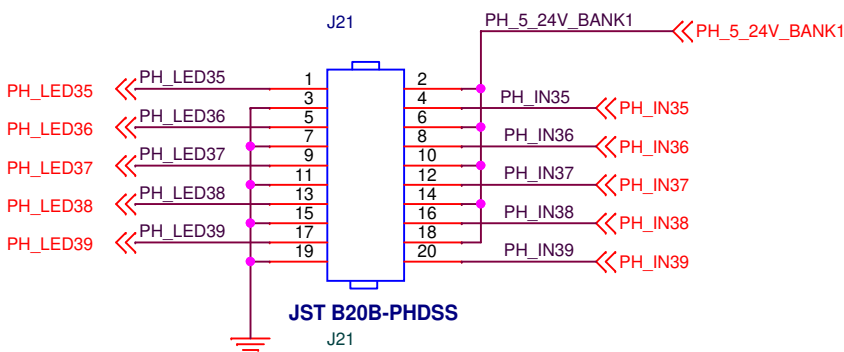 J21
PH_5_24V_BANK1
PH_5_24V_BANK1
PH_LED35
PH_LED35
1
2
3
4
PH_IN35
PH_IN35
PH_LED36
PH_LED36
5
6
7
8
PH_IN36
PH_IN36
PH_LED37
PH_LED37
9
10
11
12
PH_IN37
PH_IN37
PH_LED38
PH_LED38
13
14
15
16
PH_IN38
PH_IN38
PH_LED39
PH_LED39
17
18
19
20
PH_IN39
PH_IN39
JST B20B-PHDSS
J21